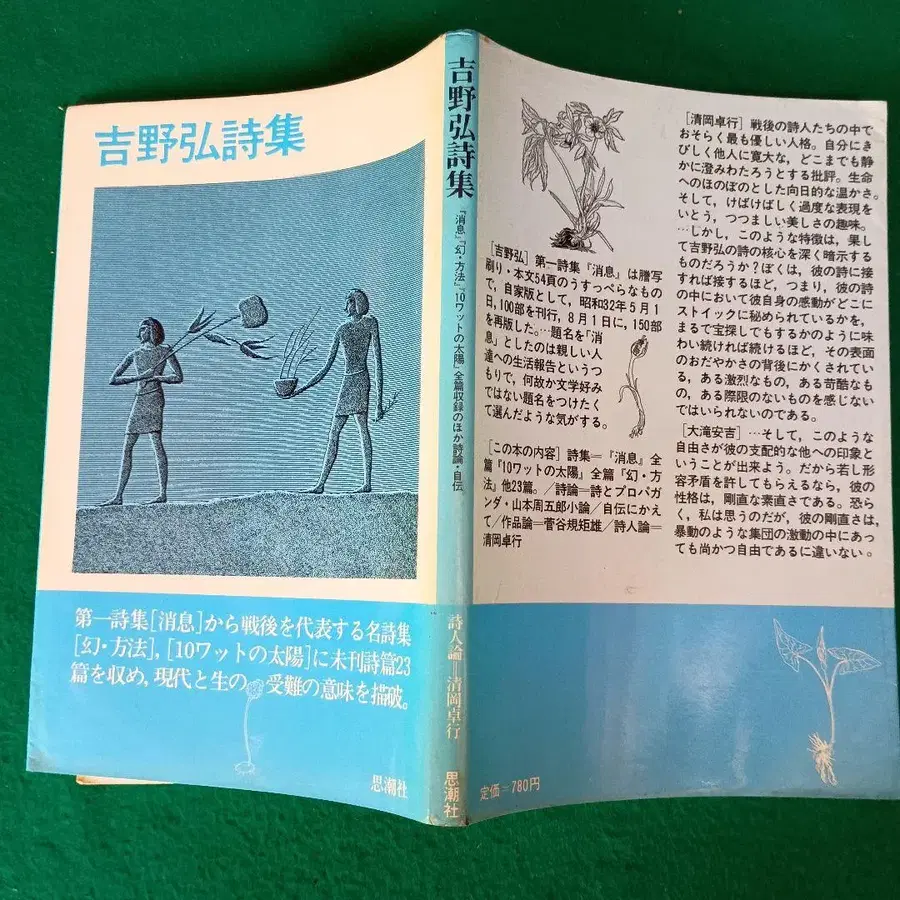 吉野弘詩集
第一詩集[消息]から戦後を代表する名詩集
[幻・方法],[10ワットの太陽]に未刊詩篇23
篇を収め,現代と生の 受難の意味を描破。
思潮社
吉野弘詩集
「消息」「幻・方法」「10ワットの太陽」全篇収録のほか詩論・自伝
詩人論=清岡卓行
思潮社
[吉野弘]第一詩集『消息』は謄写
刷り・本文54頁のうすっぺらなもの
で,自家版として,昭和32年5月1
日,100部を刊行,8月1日に,150部
を再版した。…題名を「消
息」としたのは親しい人
達への生活報告というつ
もりで,何故か文学好み
ではない題名をつけたく
て選んだような気がする。
[この本の内容]詩集=『消息』全
篇『10ワットの太陽』全篇『幻・方
法』他23篇。/詩論=詩とプロパガ
ンダ・山本周五郎小論/自伝にかえ
て/作品論=菅谷規矩雄/詩人論=
清岡卓行
[清岡卓行]戦後の詩人たちの中で
おそらく最も優しい人格。自分にき
びしく他人に寛大な,どこまでも静
かに澄みわたろうとする批評。生命
へのほのぼのとした向日的な温かさ。
そして,けばけばしく過度な表現を
いとう,つつましい美しさの趣味。
…しかし,このような特徴は,果し
て吉野弘の詩の核心を深く暗示する
ものだろうか?ぼくは,彼の詩に接
すれば接するほど,つまり,彼の詩
の中において彼自身の感動がどこに
ストイックに秘められているかを,
まるで宝探しでもするかのように味
わい続ければ続けるほど,その表面
のおだやかさの背後にかくされてい
る,ある激烈なもの,ある苛酷なも
の,ある際限のないものを感じない
ではいられないのである。
[大滝安吉]…そして,このような
自由さが彼の支配的な他への印象と
いうことが出来よう。だから若し形
容矛盾を許してもらえるなら,彼の
性格は,剛直な素直さである。恐ら
く,私は思うのだが,彼の剛直さは,
暴動のような集団の激動の中にあっ
ても尚かつ自由であるに違いない。
定価=780円